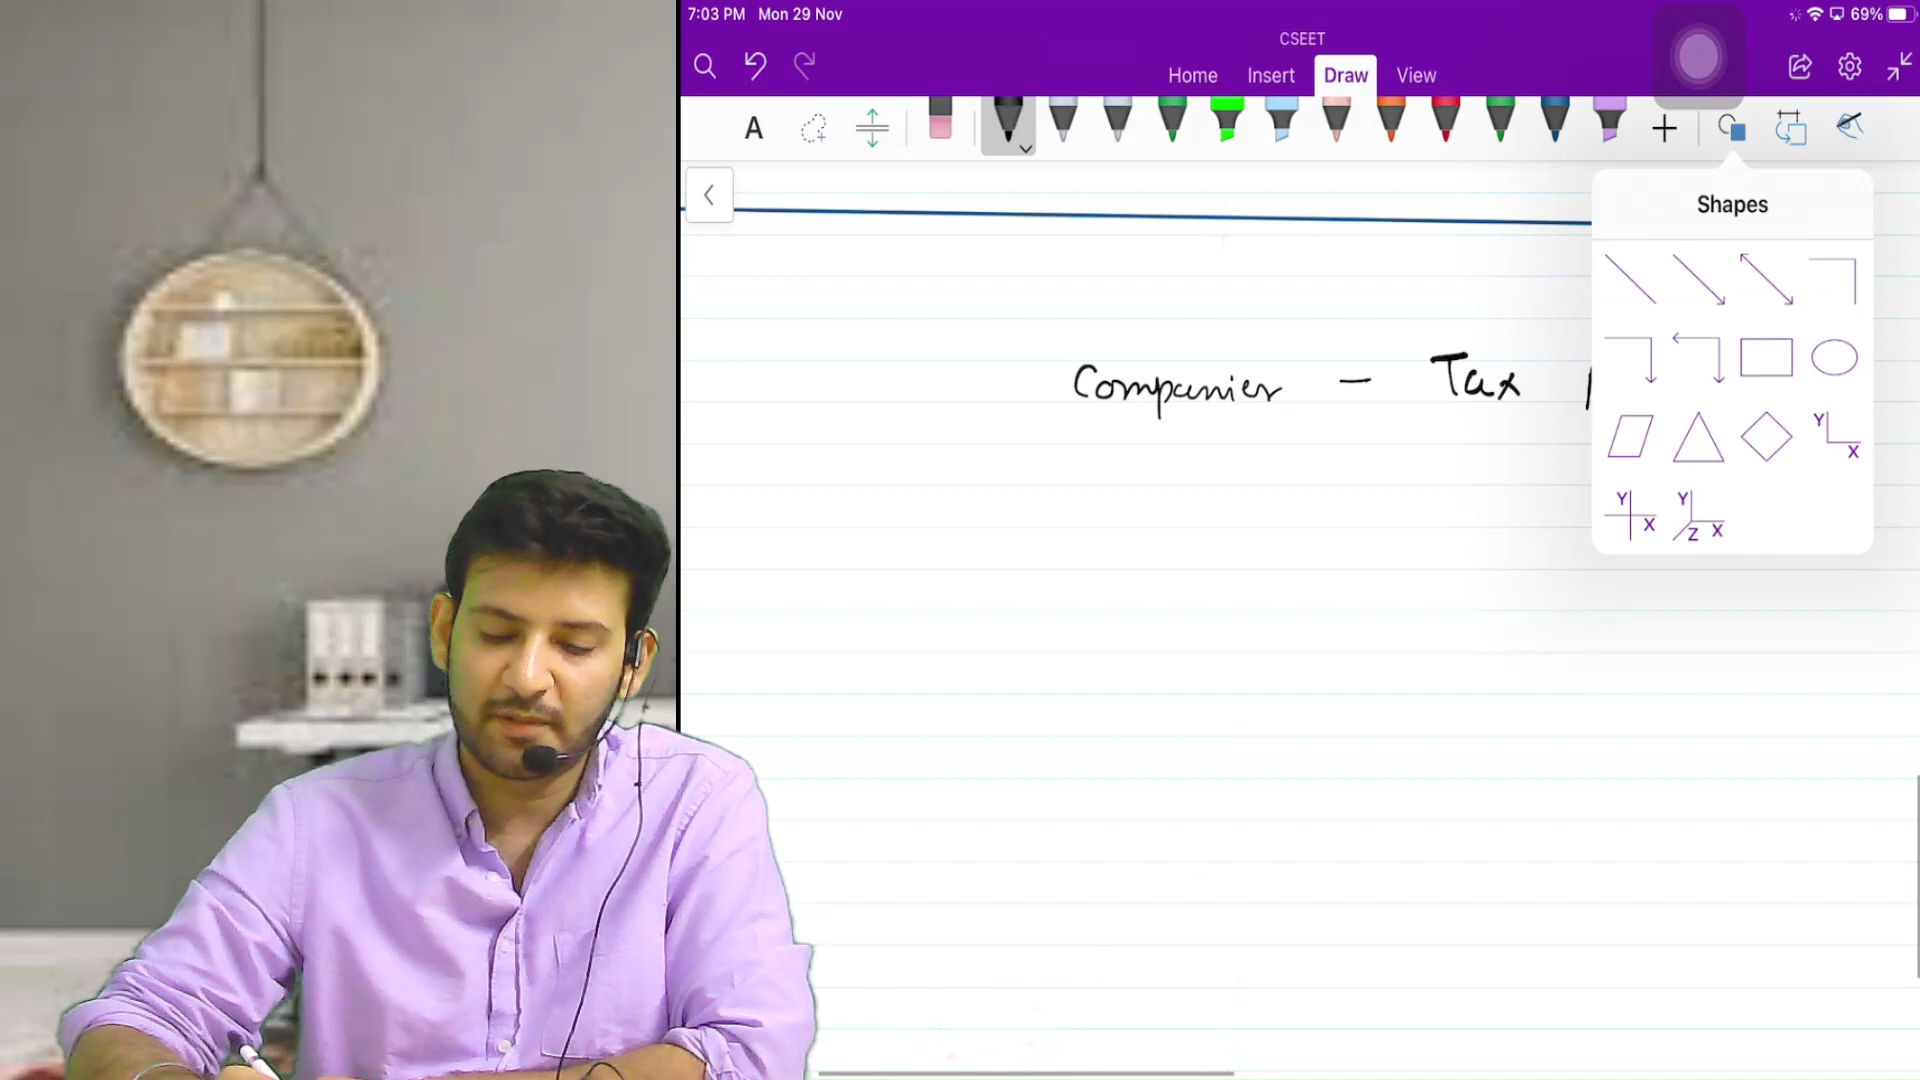 7:03 PM Mon 29 Nov
69%
CSEET
Home Insert Draw View
A
Shapes
Companies - Tax
Y X
Y X
Y Z X